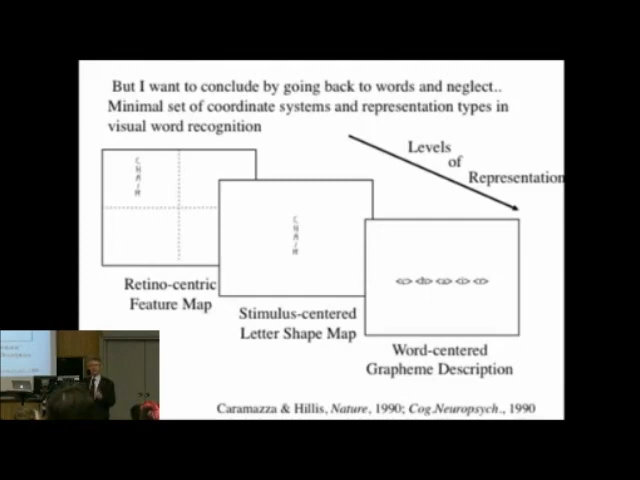 But I want to conclude by going back to words and neglect..
Minimal set of coordinate systems and representation types in
visual word recognition
Levels
of
Representation
Retino-centric
Feature Map
Stimulus-centered
Letter Shape Map
Word-centered
Grapheme Description
Caramazza & Hillis, Nature, 1990; Cog.Neuropsych., 1990